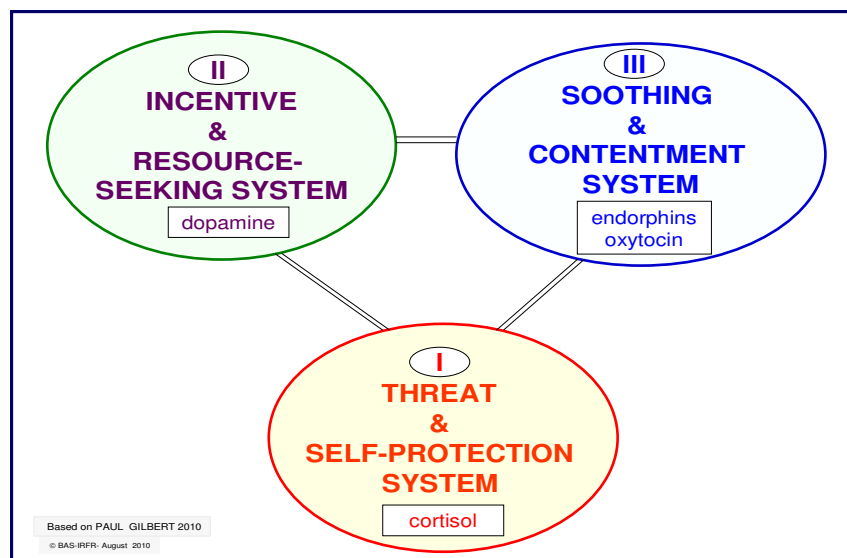 II
INCENTIVE
&
RESOURCE-
SEEKING SYSTEM
dopamine
III
SOOTHING
&
CONTENTMENT
SYSTEM
endorphins
oxytocin
I
THREAT
&
SELF-PROTECTION
SYSTEM
cortisol
Based on PAUL GILBERT 2010
© BAS-IRFR- August 2010